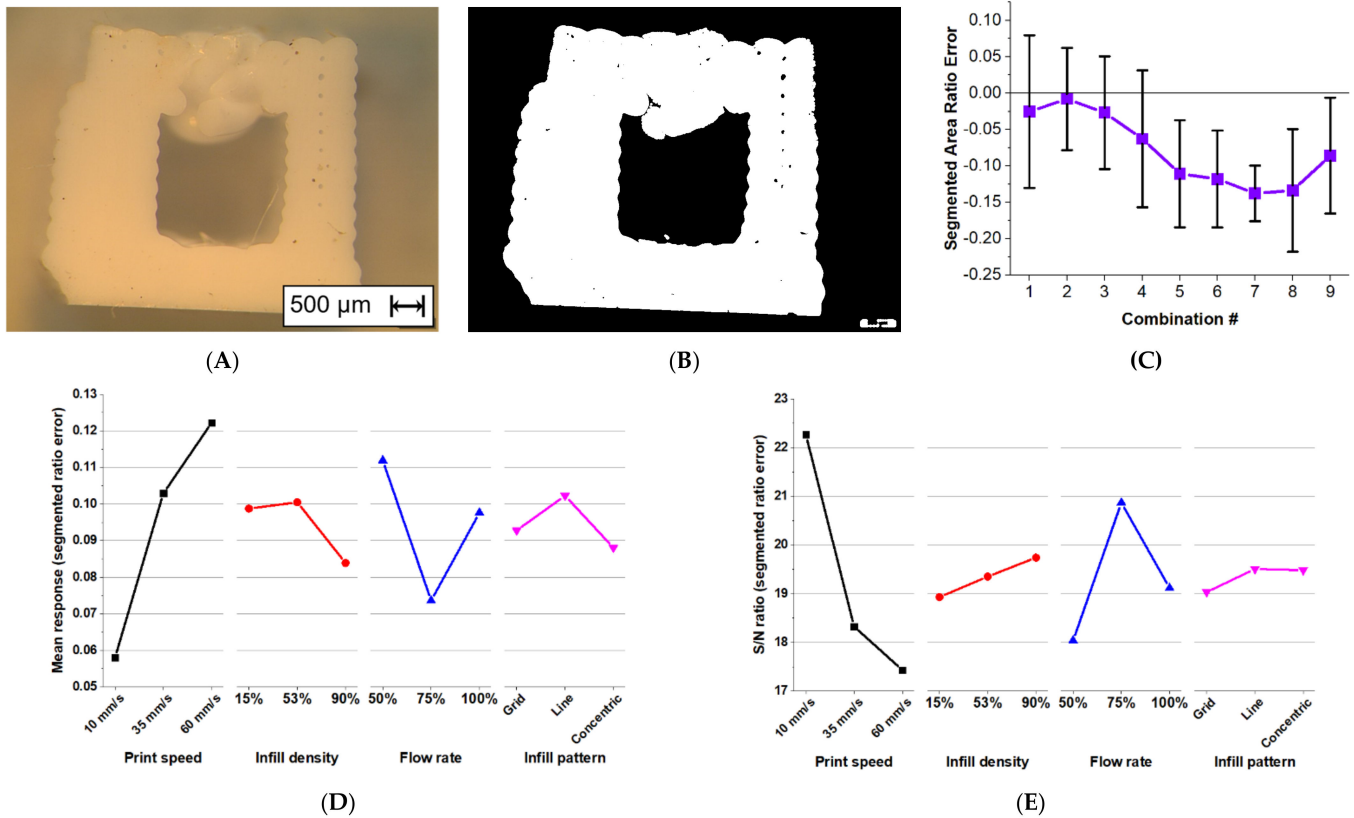 500 µm
(A)
(B)
Segmented Area Ratio Error
0.10
0.05
0.00
-0.05
-0.10
-0.15
-0.20
-0.25
1 2 3 4 5 6 7 8 9
Combination #
(C)
Mean response (segmented ratio error)
0.13
0.12
0.11
0.10
0.09
0.08
0.07
0.06
0.05
10 mm/s 35 mm/s 60 mm/s 15% 53% 90% 50% 75% 100% Grid Line Concentric
Print speed Infill density Flow rate Infill pattern
(D)
S/N ratio (segmented ratio error)
23
22
21
20
19
18
17
10 mm/s 35 mm/s 60 mm/s 15% 53% 90% 50% 75% 100% Grid Line Concentric
Print speed Infill density Flow rate Infill pattern
(E)